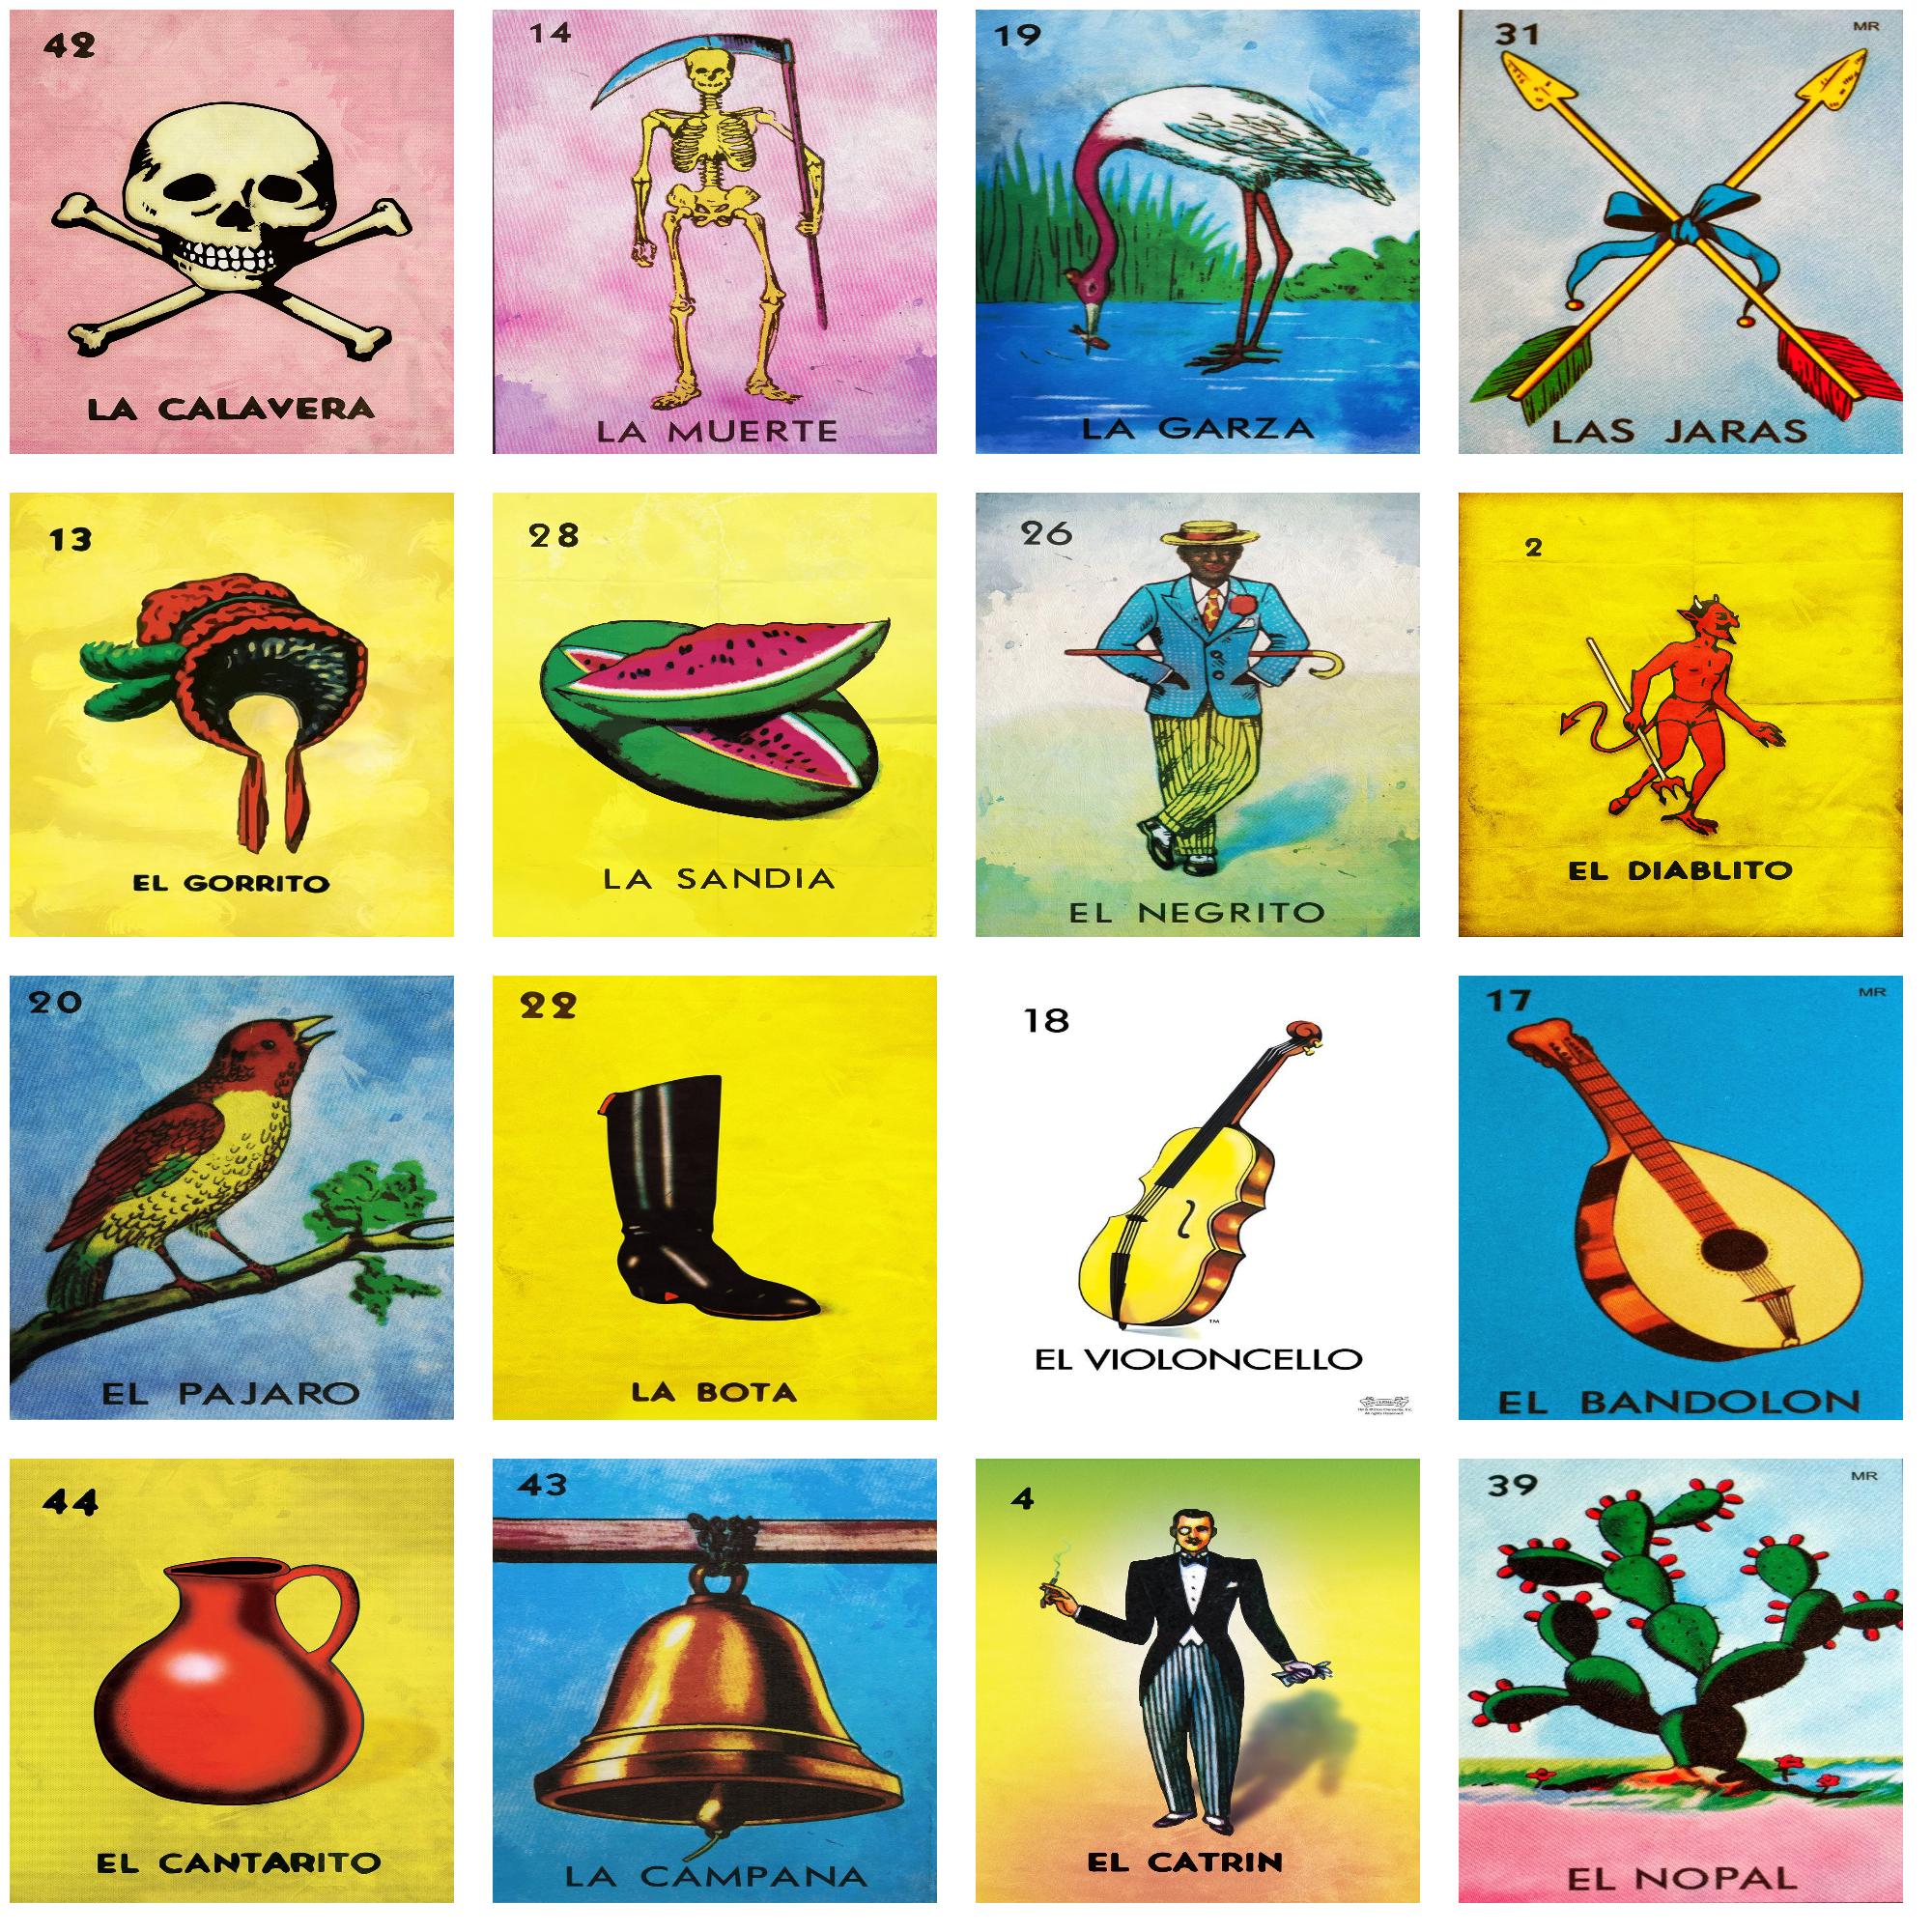 42
LA CALAVERA
14
LA MUERTE
19
LA GARZA
31
MR
LAS JARAS
13
EL GORRITO
28
LA SANDIA
26
EL NEGRITO
2
EL DIABLITO
20
EL PAJARO
22
LA BOTA
18
TM
EL VIOLONCELLO
17
MR
EL BANDOLON
44
EL CANTARITO
43
LA CAMPANA
4
EL CATRIN
39
MR
EL NOPAL